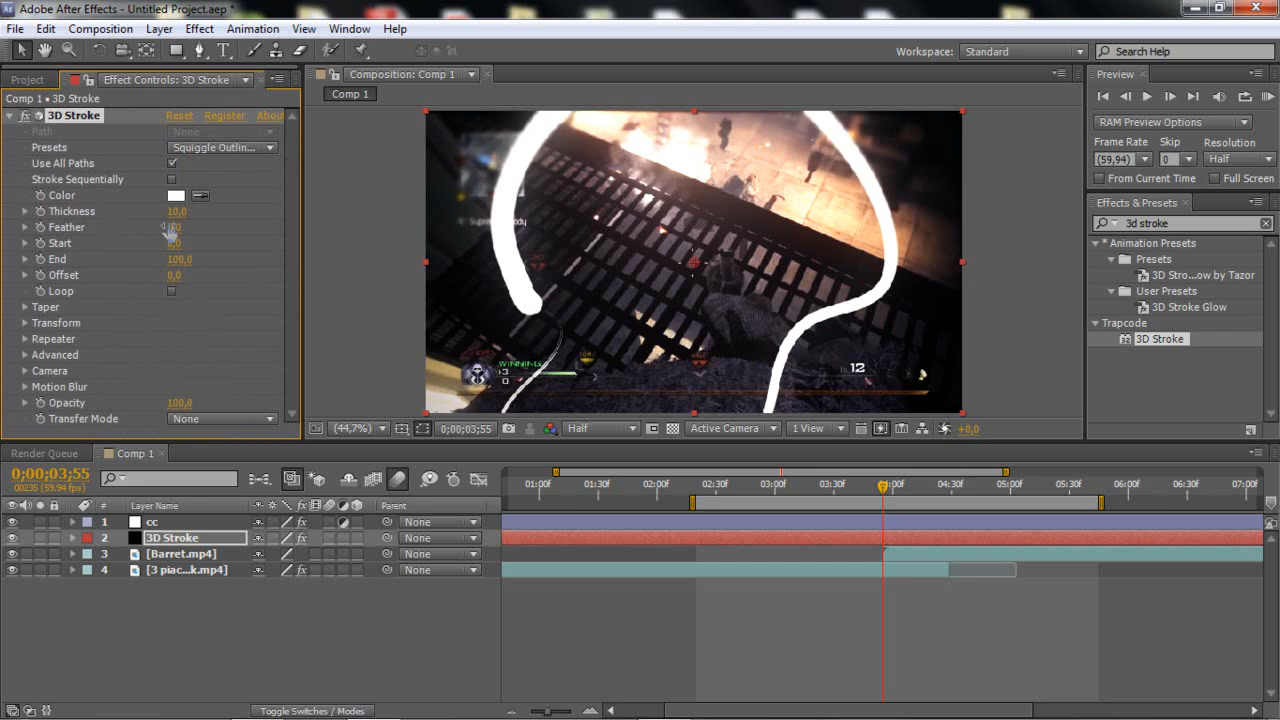 Adobe After Effects - Untitled Project.aep *
File Edit Composition Layer Effect Animation View Window Help
Workspace: Standard Search Help
Project Effect Controls: 3D Stroke
Composition: Comp 1
Preview
Comp 1 • 3D Stroke
Comp 1
3D Stroke Reset Register Abou
Path None
Presets Squiggle Outlin...
Use All Paths
Stroke Sequentially
Color
Thickness 10,0
Feather
Start 0,0
End 100,0
Offset 0,0
Loop
Taper
Transform
Repeater
Advanced
Camera
Motion Blur
Opacity 100,0
Transfer Mode None
WINNING
3
0
12
RAM Preview Options
Frame Rate Skip Resolution
(59,94) 0 Half
From Current Time Full Screen
Effects & Presets
3d stroke
* Animation Presets
Presets
3D Stro...ow by Tazor
User Presets
3D Stroke Glow
Trapcode
3D Stroke
(44,7%) 0;00;03;55 Half Active Camera 1 View +0,0
Render Queue Comp 1
0;00;03;55
00235 (59.94 fps)
01:00f 01:30f 02:00f 02:30f 03:00f 03:30f 04:00f 04:30f 05:00f 05:30f 06:00f 06:30f 07:00f
# Layer Name Parent
1 cc None
2 3D Stroke None
3 [Barret.mp4] None
4 [3 piac...k.mp4] None
Toggle Switches / Modes